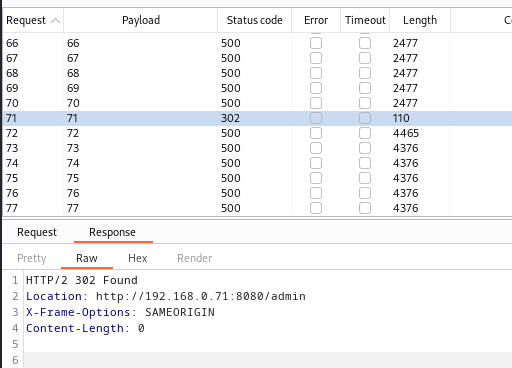 Request Payload Status code Error Timeout Length C
66 66 500 2477
67 67 500 2477
68 68 500 2477
69 69 500 2477
70 70 500 2477
71 71 302 110
72 72 500 4465
73 73 500 4376
74 74 500 4376
75 75 500 4376
76 76 500 4376
77 77 500 4376
Request Response
Pretty Raw Hex Render
1 HTTP/2 302 Found
2 Location: http://192.168.0.71:8080/admin
3 X-Frame-Options: SAMEORIGIN
4 Content-Length: 0
5
6